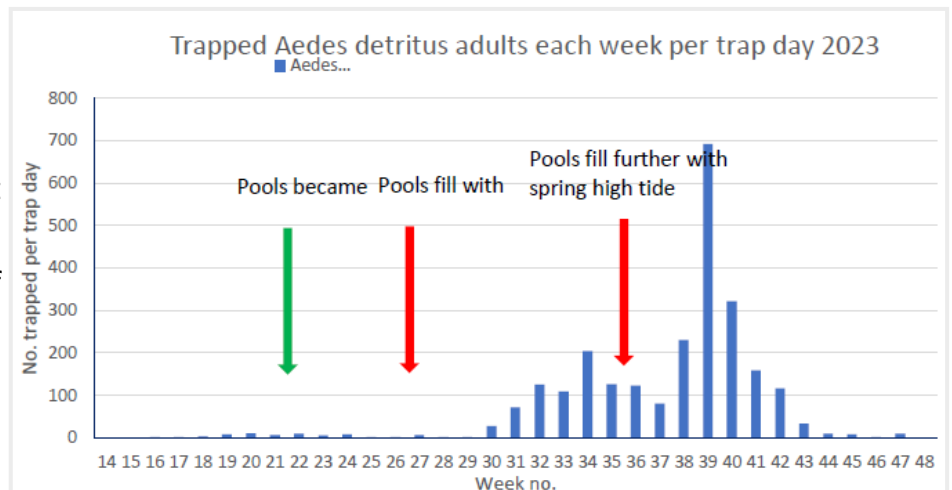 Trapped Aedes detritus adults each week per trap day 2023
Aedes...
800
700
600
500
400
300
200
100
0
No. trapped per trap day
Pools became
Pools fill with
Pools fill further with
spring high tide
14 15 16 17 18 19 20 21 22 23 24 25 26 27 28 29 30 31 32 33 34 35 36 37 38 39 40 41 42 43 44 45 46 47 48
Week no.